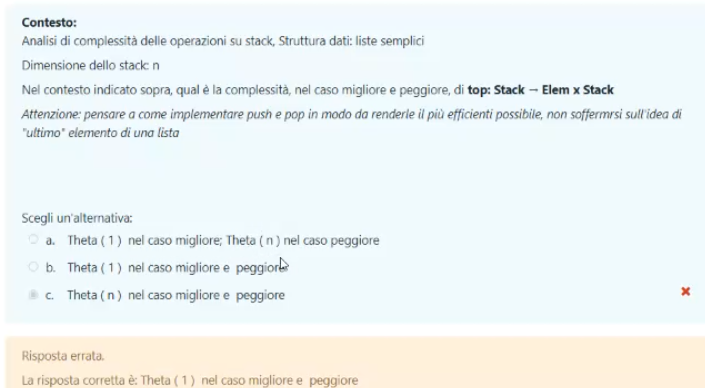 Contesto:
Analisi di complessità delle operazioni su stack, Struttura dati: liste semplici
Dimensione dello stack: n
Nel contesto indicato sopra, qual è la complessità, nel caso migliore e peggiore, di top: Stack → Elem x Stack
Attenzione: pensare a come implementare push e pop in modo da renderle il più efficienti possibile, non soffermrsi sull'idea di
"ultimo" elemento di una lista
Scegli un'alternativa:
a. Theta ( 1 ) nel caso migliore; Theta ( n ) nel caso peggiore
b. Theta ( 1 ) nel caso migliore e peggiore
c. Theta ( n ) nel caso migliore e peggiore
Risposta errata.
La risposta corretta è: Theta ( 1 ) nel caso migliore e peggiore